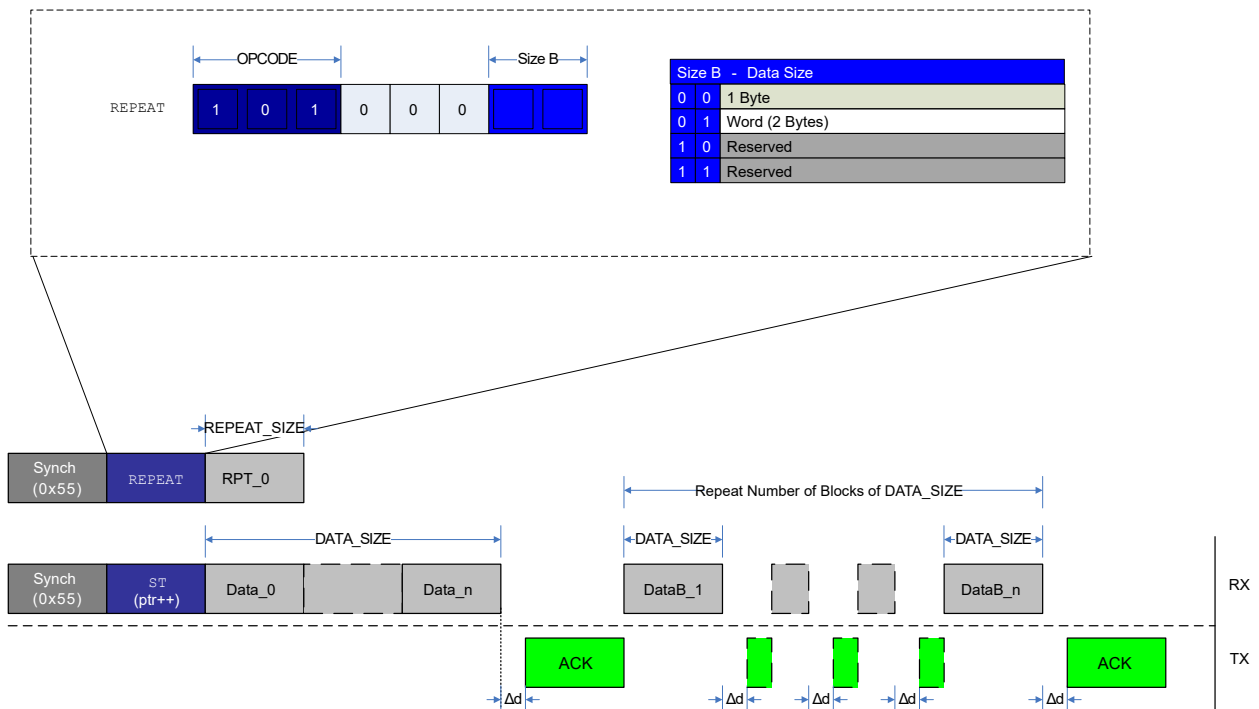 OPCODE
Size B
REPEAT
1 0 1 0 0 0
Size B - Data Size
0 0 1 Byte
0 1 Word (2 Bytes)
1 0 Reserved
1 1 Reserved
REPEAT_SIZE
Synch
(0x55)
REPEAT
RPT_0
Repeat Number of Blocks of DATA_SIZE
DATA_SIZE
DATA_SIZE
DATA_SIZE
Synch
(0x55)
ST
(ptr++)
Data_0
Data_n
DataB_1
DataB_n
RX
ACK
ACK
TX
Δd
Δd
Δd
Δd
Δd